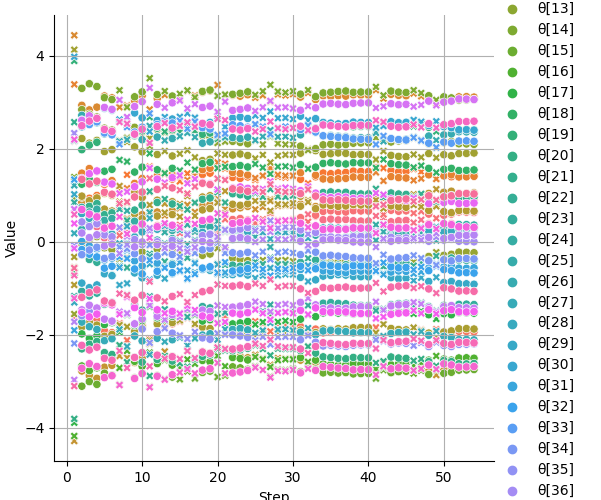 4
2
0
−2
−4
Value
0
10
20
30
40
50
Step
θ[13]
θ[14]
θ[15]
θ[16]
θ[17]
θ[18]
θ[19]
θ[20]
θ[21]
θ[22]
θ[23]
θ[24]
θ[25]
θ[26]
θ[27]
θ[28]
θ[29]
θ[30]
θ[31]
θ[32]
θ[33]
θ[34]
θ[35]
θ[36]